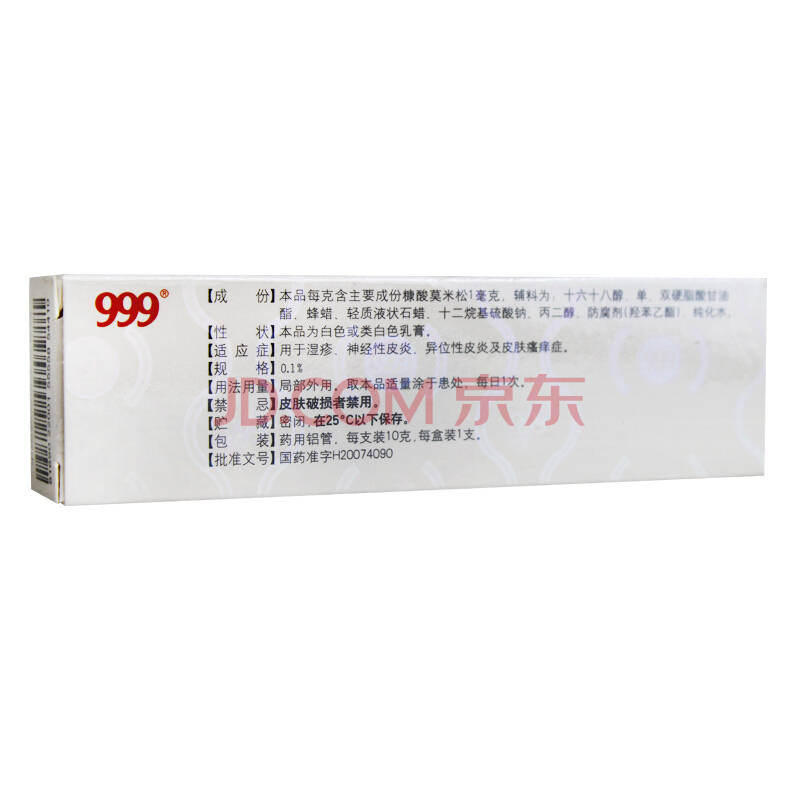 999®
【成 份】本品每克含主要成份糠酸莫米松1毫克，辅料为：十六十八醇、单、双硬脂酸甘油
酯、蜂蜡、轻质液状石蜡、十二烷基硫酸钠、丙二醇、防腐剂(羟苯乙酯)、纯化水。
【性 状】本品为白色或类白色乳膏。
【适 应 症】用于湿疹、神经性皮炎、异位性皮炎及皮肤瘙痒症。
【规 格】0.1%
【用法用量】局部外用。取本品适量涂于患处，每日1次。
【禁 忌】皮肤破损者禁用。
【贮 藏】密闭，在25°C以下保存。
【包 装】药用铝管，每支装10克，每盒装1支。
【批准文号】国药准字H20074090
JD.COM 京东